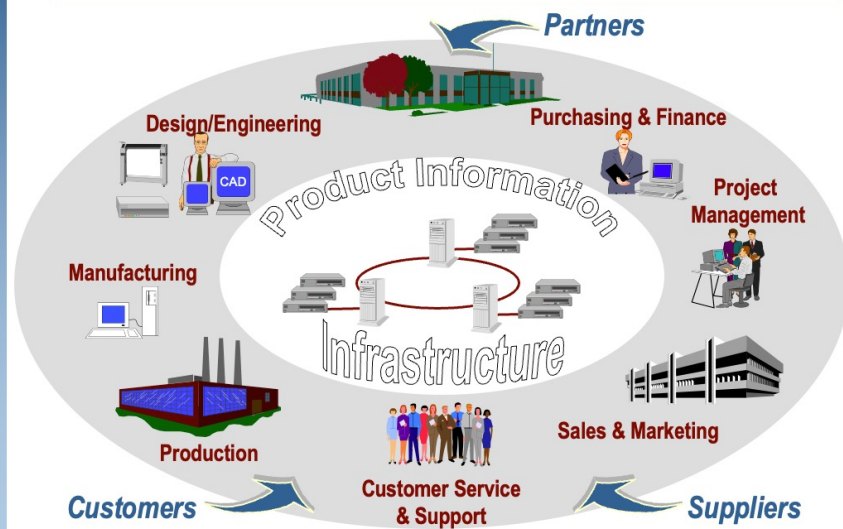 Partners
Design/Engineering
Purchasing & Finance
CAD
Product Information
Project
Management
Manufacturing
Infrastructure
Production
Sales & Marketing
Customer Service
& Support
Customers
Suppliers